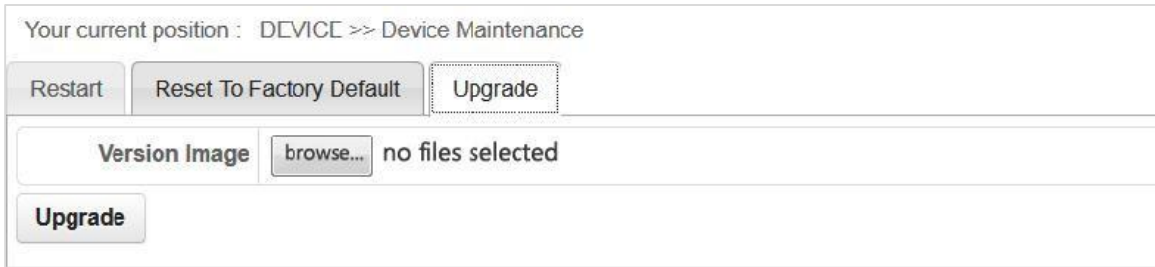 Your current position : DEVICE >> Device Maintenance
Restart Reset To Factory Default Upgrade
Version Image browse... no files selected
Upgrade